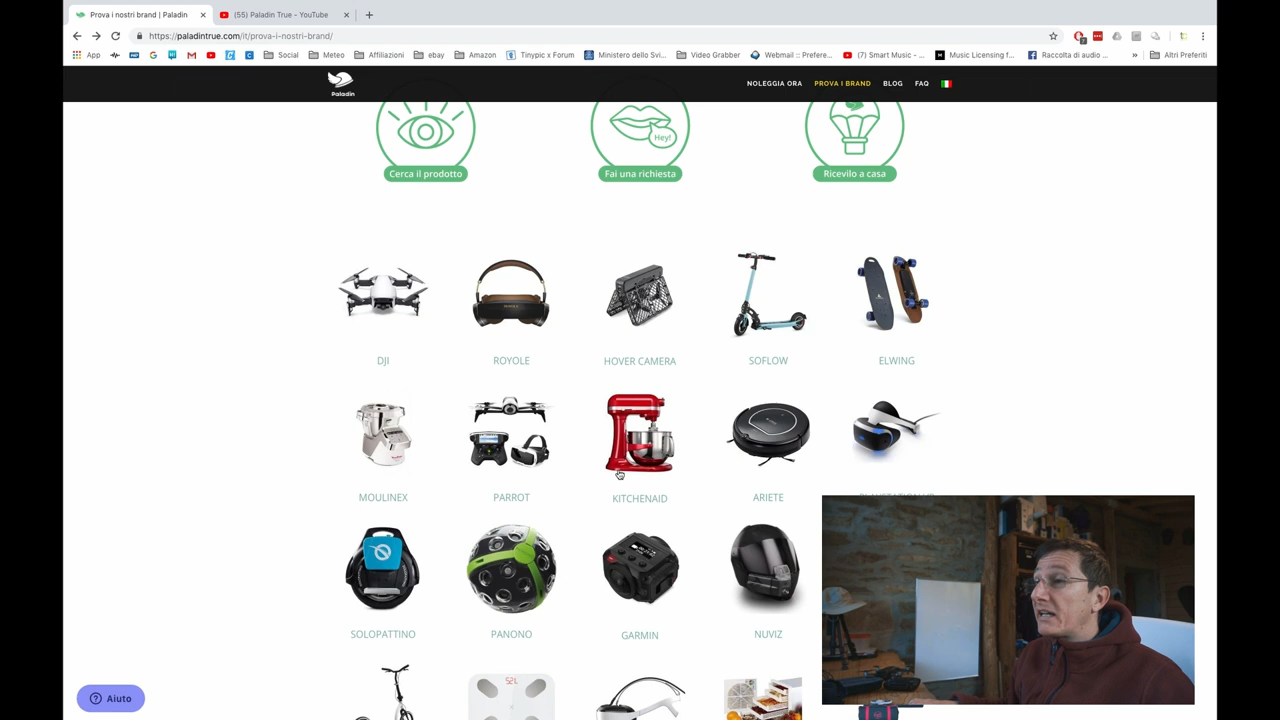 Prova i nostri brand | Paladin
(55) Paladin True - YouTube
https://paladintrue.com/it/prova-i-nostri-brand/
App
Social
Meteo
Affiliazioni
ebay
Amazon
Tinypic x Forum
Ministero dello Svi...
Video Grabber
Webmail :: Prefere...
(7) Smart Music - ...
Music Licensing f...
Raccolta di audio ...
»
Altri Preferiti
Paladin
NOLEGGIA ORA
PROVA I BRAND
BLOG
FAQ
Hey!
Cerca il prodotto
Fai una richiesta
Ricevilo a casa
DJI
ROYOLE
HOVER CAMERA
SOFLOW
ELWING
MOULINEX
PARROT
KITCHENAID
ARIETE
SOLOPATTINO
PANONO
GARMIN
NUVIZ
Aiuto